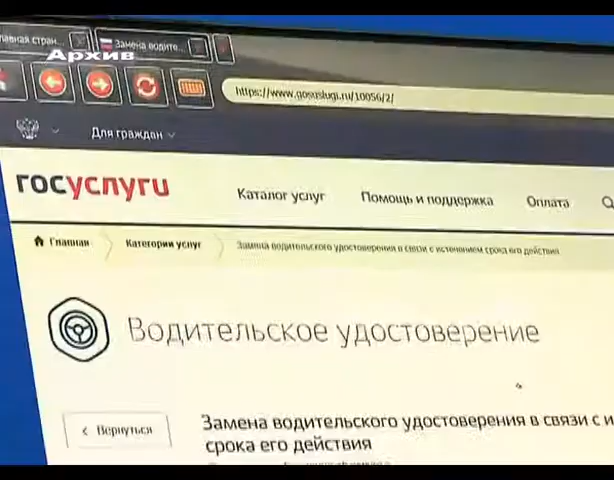 лавная стран...
Замена водите...
Архив
https://www.gosuslugi.ru/10056/2/
Для граждан
госуслуги
Каталог услуг
Помощь и поддержка
Оплата
Главная
Категории услуг
Замена водительского удостоверения в связи с истечением срока его действия
Водительское удостоверение
Вернуться
Замена водительского удостоверения в связи с и
срока его действия